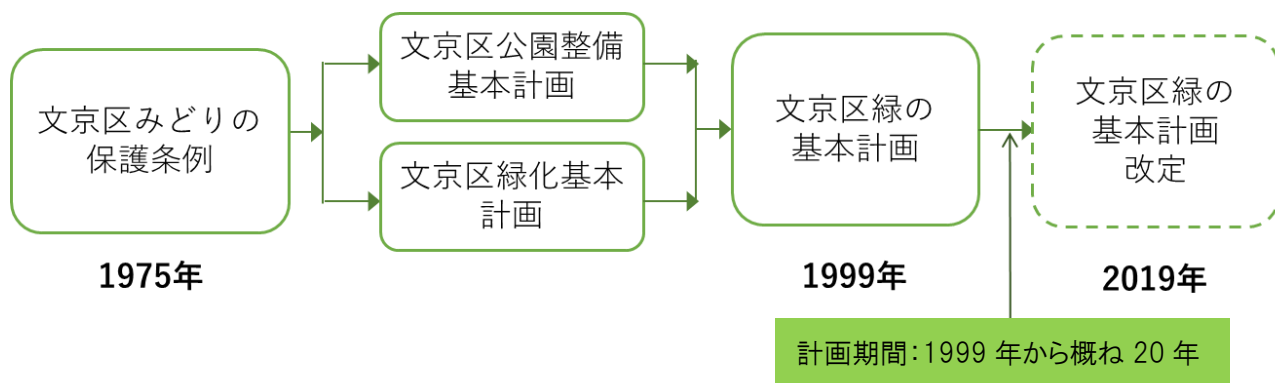 文京区みどりの
保護条例
1975年
文京区公園整備
基本計画
文京区緑化基本
計画
文京区緑の
基本計画
1999年
文京区緑の
基本計画
改定
2019年
計画期間：1999 年から概ね 20 年